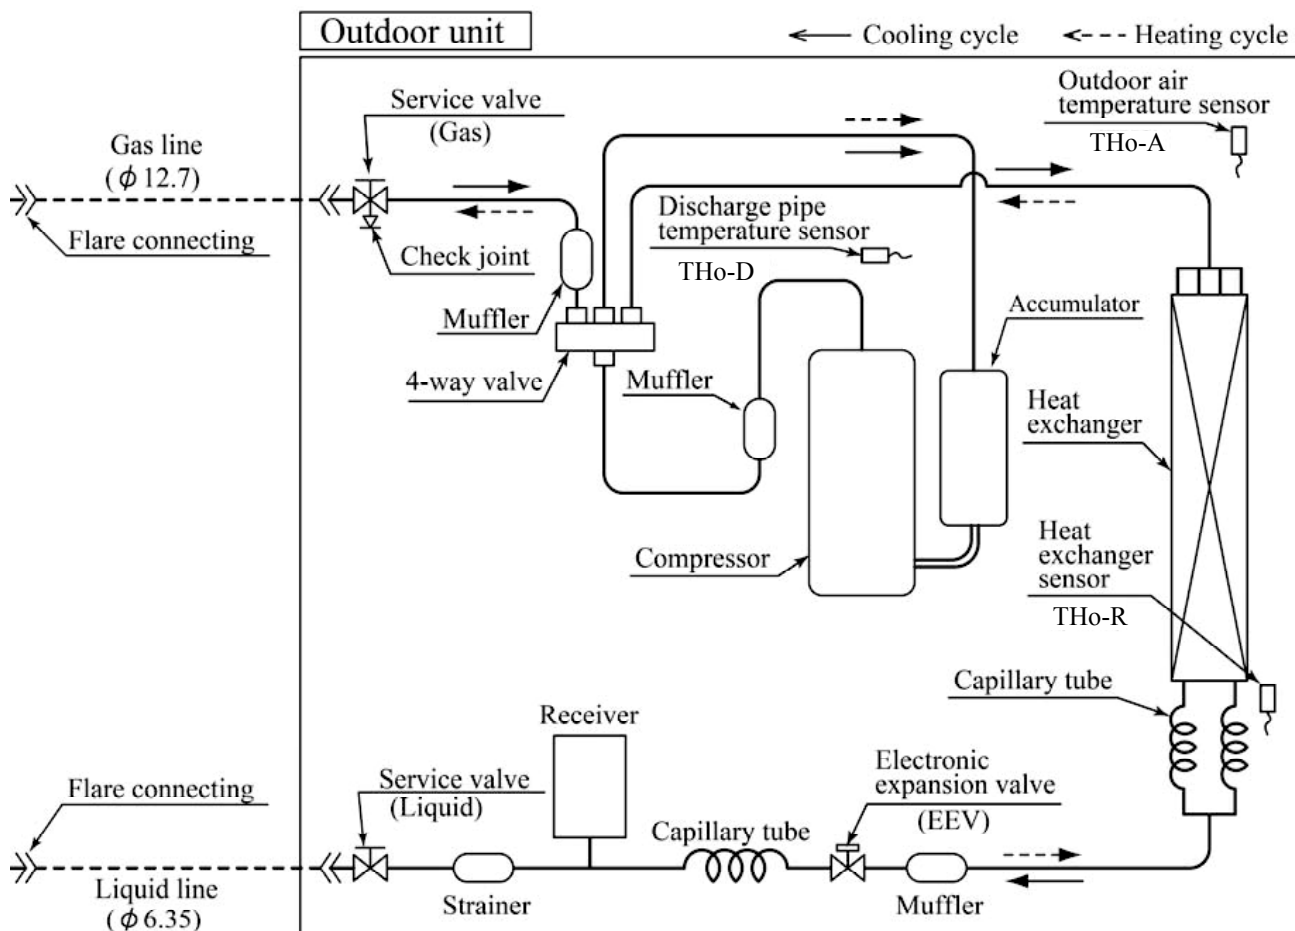 Outdoor unit
Cooling cycle
Heating cycle
Service valve
(Gas)
Outdoor air
temperature sensor
THo-A
Gas line
(ϕ 12.7)
Flare connecting
Check joint
Discharge pipe
temperature sensor
THo-D
Muffler
Accumulator
4-way valve
Muffler
Heat
exchanger
Compressor
Heat
exchanger
sensor
THo-R
Capillary tube
Receiver
Flare connecting
Service valve
(Liquid)
Electronic
expansion valve
(EEV)
Capillary tube
Liquid line
(ϕ 6.35)
Strainer
Muffler